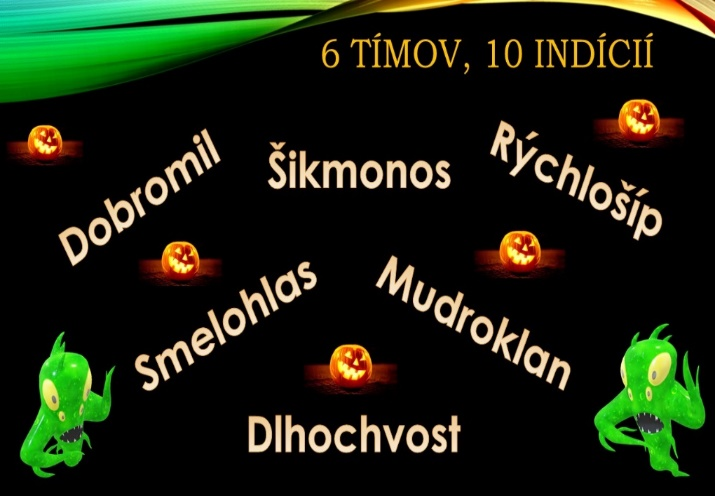 6 TÍMOV, 10 INDÍCIÍ
Dobromil
Šikmonos
Rýchlošíp
Smelohlas
Mudroklan
Dlhochvost